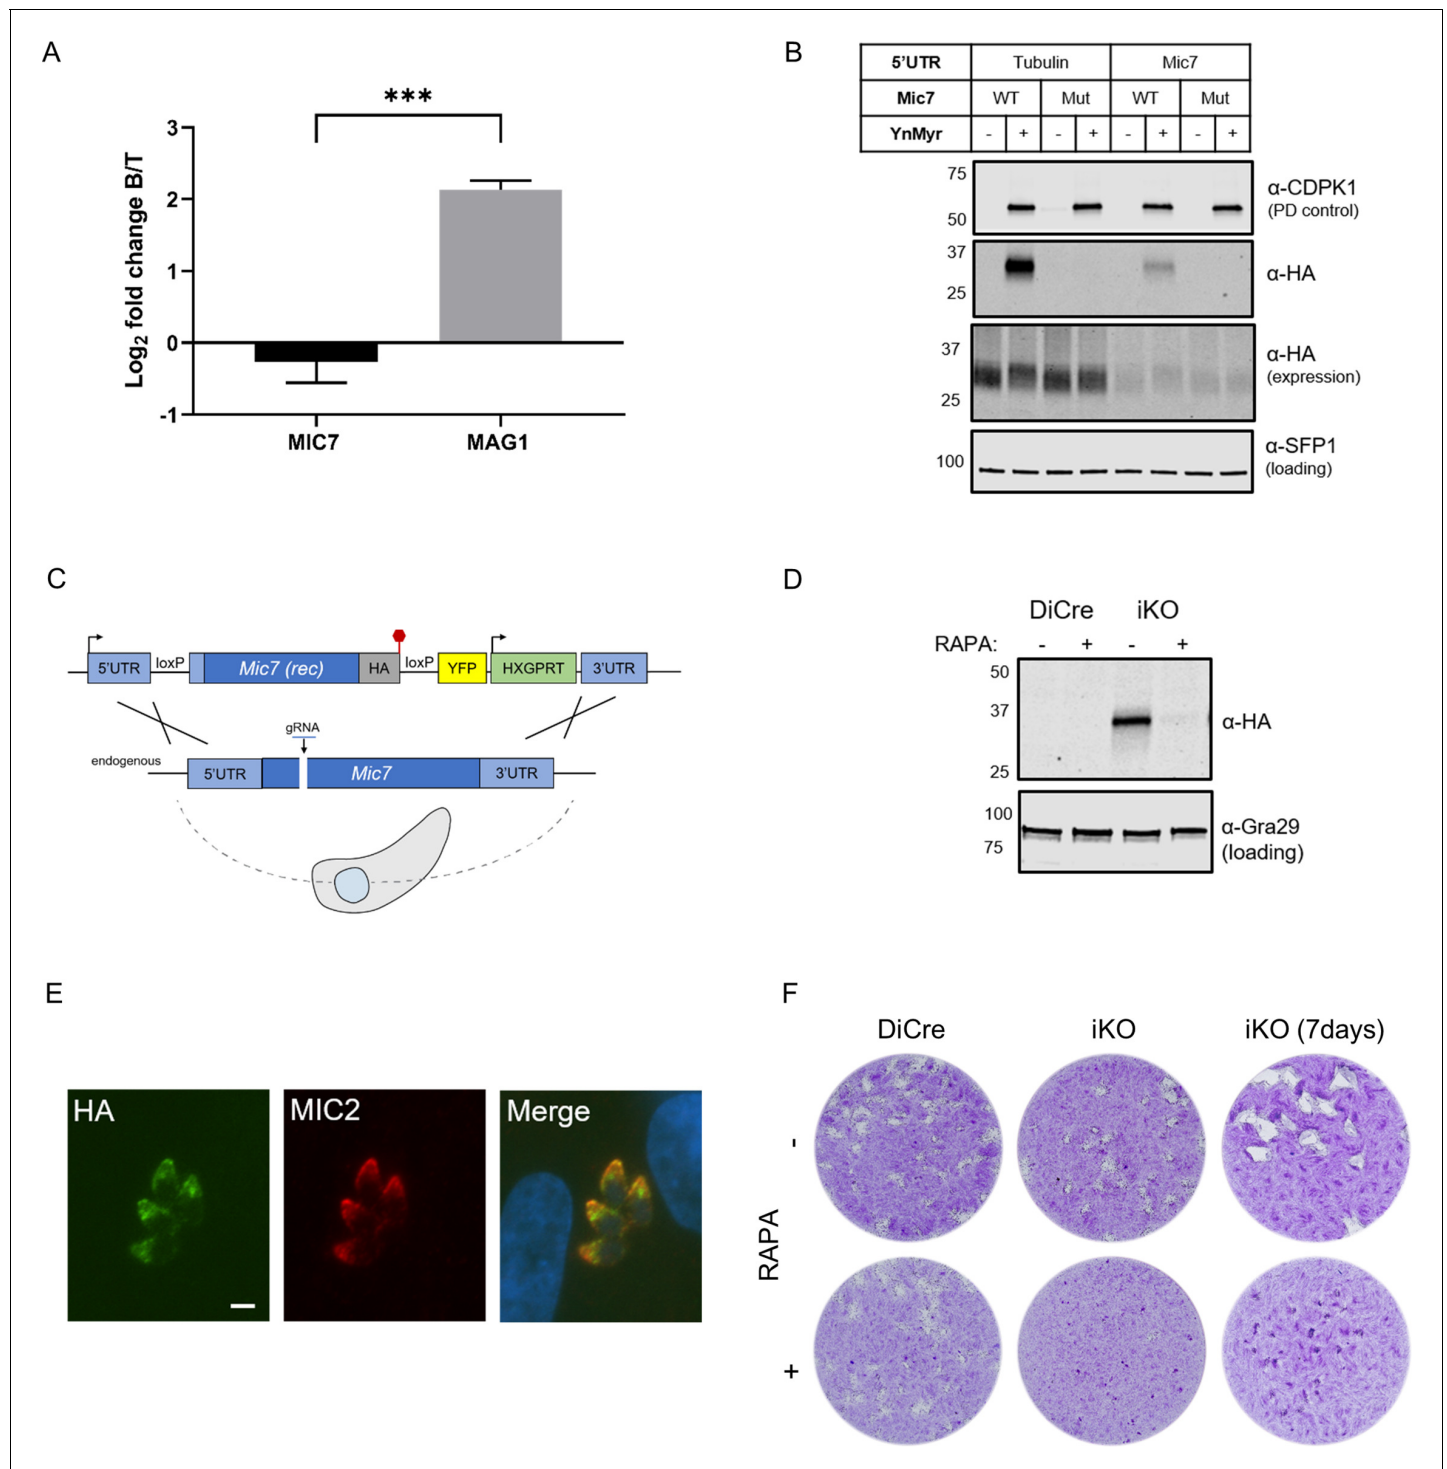 A
***
3
2
1
0
-1
Log2 fold change B/T
MIC7 MAG1
B
5'UTR Tubulin Mic7
Mic7 WT Mut WT Mut
YnMyr - + - + - + - +
75
50
α-CDPK1
(PD control)
37
25
α-HA
37
25
α-HA
(expression)
100
α-SFP1
(loading)
C
5'UTR loxP Mic7 (rec) HA loxP YFP HXGPRT 3'UTR
gRNA
endogenous
5'UTR Mic7 3'UTR
D
DiCre iKO
RAPA: - + - +
50
37
25
α-HA
100
75
α-Gra29
(loading)
E
HA MIC2 Merge
F
DiCre iKO iKO (7days)
-
RAPA
+